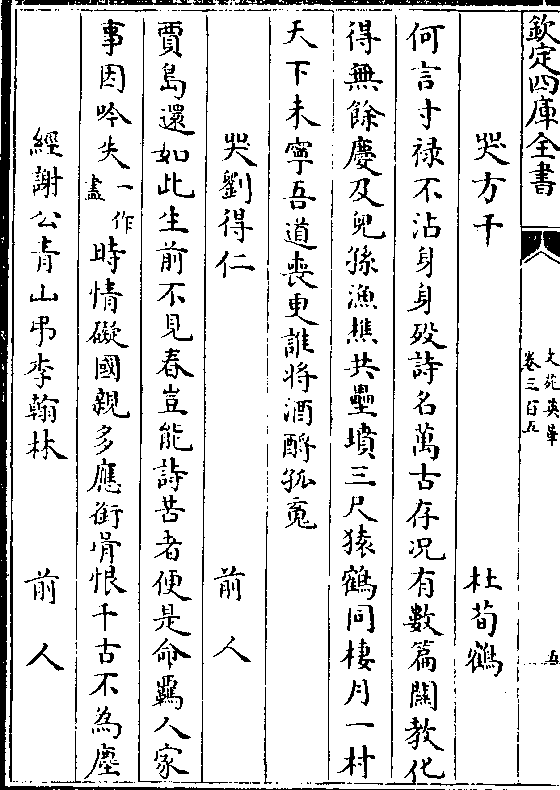 欽定四庫全書
文苑英華
卷三百五
五
哭方干
杜荀鶴
何言寸祿不沾身身殁詩名萬古存况有數篇關教化
得無餘慶及兒孫漁樵共壘墳三尺猿鶴同棲月一村
天下未寧吾道喪更誰將酒酹孤䰟
哭劉得仁
前人
賈島還如此生前不見春豈能詩苦者便是命羈人家
事因吟失一作盡時情礙國親多應銜骨恨千古不為塵
經謝公青山弔李翰林
前人